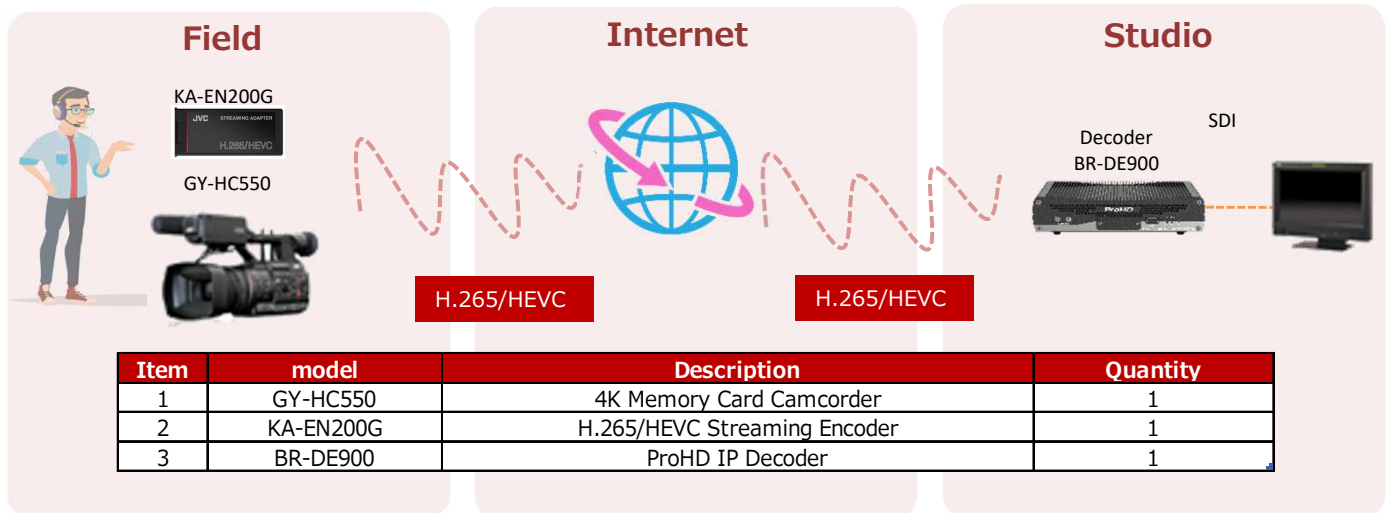 Field
Internet
Studio
KA-EN200G
JVC STREAMING ADAPTER
H.265/HEVC
GY-HC550
Decoder
BR-DE900
SDI
ProHD
H.265/HEVC
H.265/HEVC
Item model Description Quantity
1 GY-HC550 4K Memory Card Camcorder 1
2 KA-EN200G H.265/HEVC Streaming Encoder 1
3 BR-DE900 ProHD IP Decoder 1